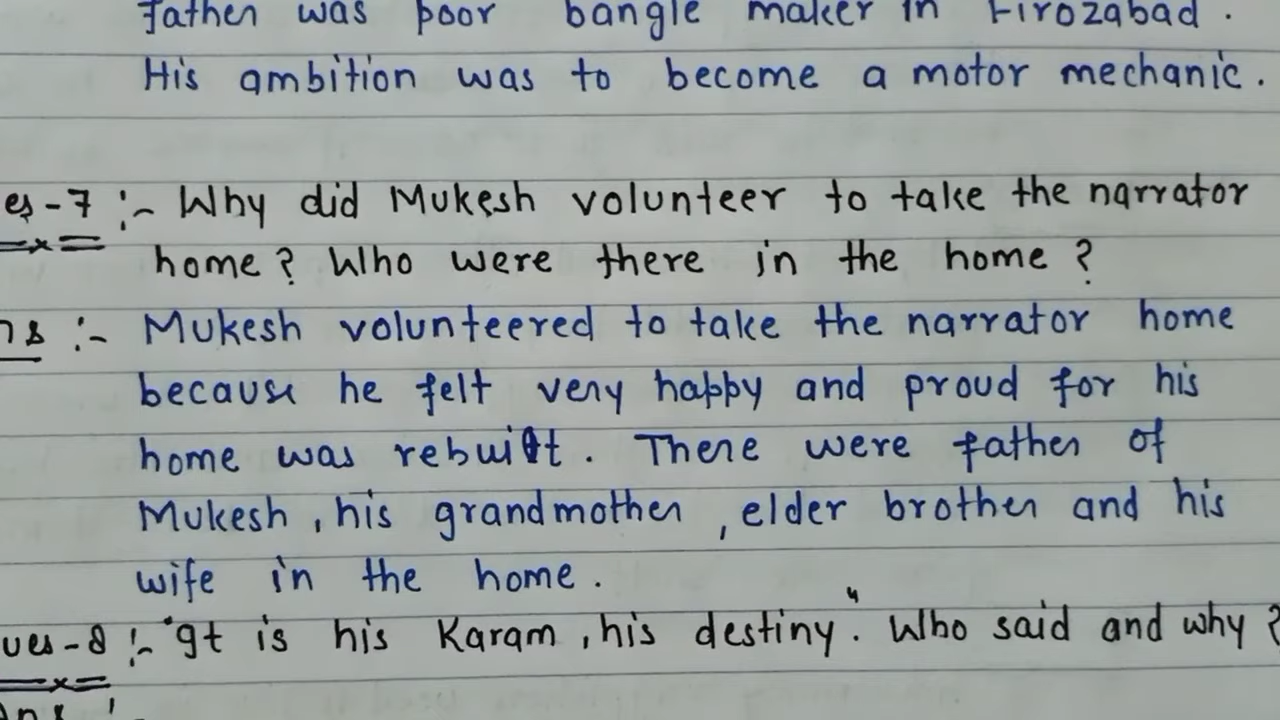 father was poor bangle maker in Firozabad.
His ambition was to become a motor mechanic.
es-7 :- Why did Mukesh volunteer to take the narrator
home? Who were there in the home?
ns :- Mukesh volunteered to take the narrator home
because he felt very happy and proud for his
home was rebuilt. There were father of
Mukesh, his grandmother, elder brother and his
wife in the home.
ues-8 :- "It is his Karam, his destiny". Who said and why?
Ans :